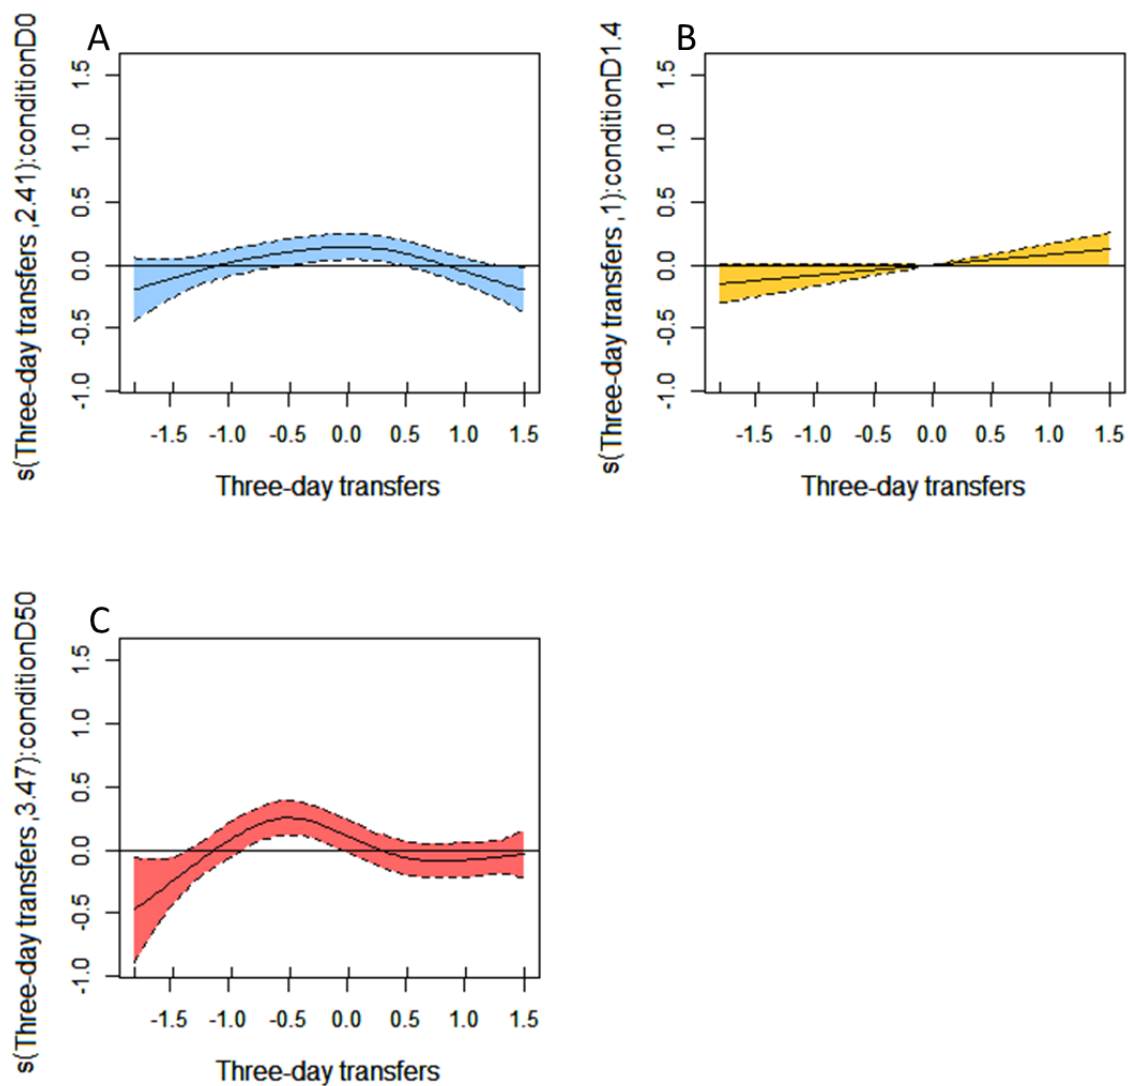 A
s(Three-day transfers ,2.41):conditionD0
1.5
1.0
0.5
0.0
-0.5
-1.0
-1.5 -1.0 -0.5 0.0 0.5 1.0 1.5
Three-day transfers
B
s(Three-day transfers ,1):conditionD1.4
1.5
1.0
0.5
0.0
-0.5
-1.0
-1.5 -1.0 -0.5 0.0 0.5 1.0 1.5
Three-day transfers
C
s(Three-day transfers ,3.47):conditionD50
1.5
1.0
0.5
0.0
-0.5
-1.0
-1.5 -1.0 -0.5 0.0 0.5 1.0 1.5
Three-day transfers